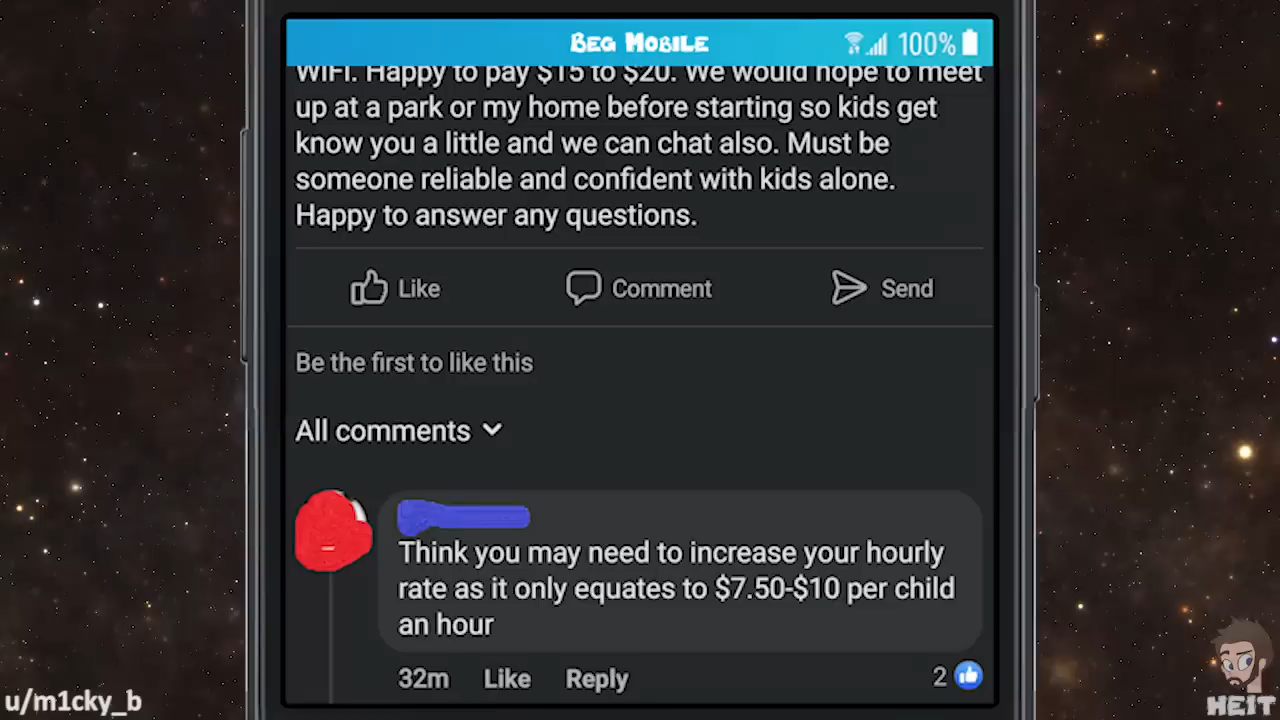 BEG MOBILE
100%
WIFI. Happy to pay $15 to $20. We would hope to meet
up at a park or my home before starting so kids get
know you a little and we can chat also. Must be
someone reliable and confident with kids alone.
Happy to answer any questions.
Like
Comment
Send
Be the first to like this
All comments
Think you may need to increase your hourly
rate as it only equates to $7.50-$10 per child
an hour
32m
Like
Reply
2
u/m1cky_b
HEIT